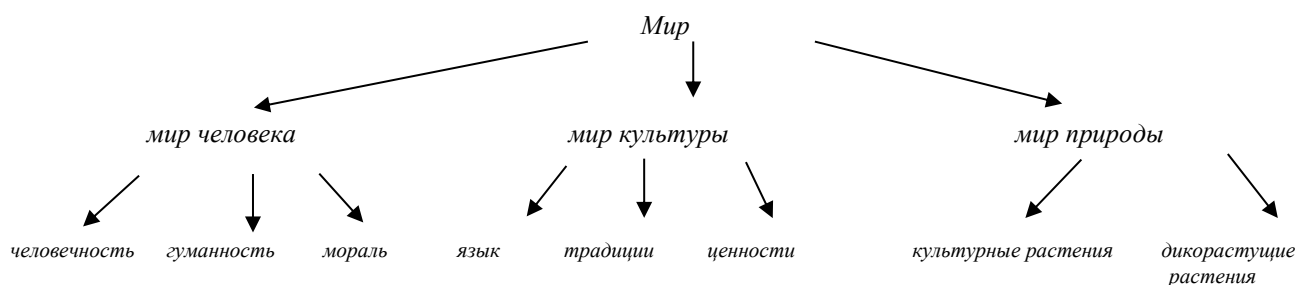 Мир
мир человека мир культуры мир природы
человечность гуманность мораль язык традиции ценности культурные растения дикорастущие
растения